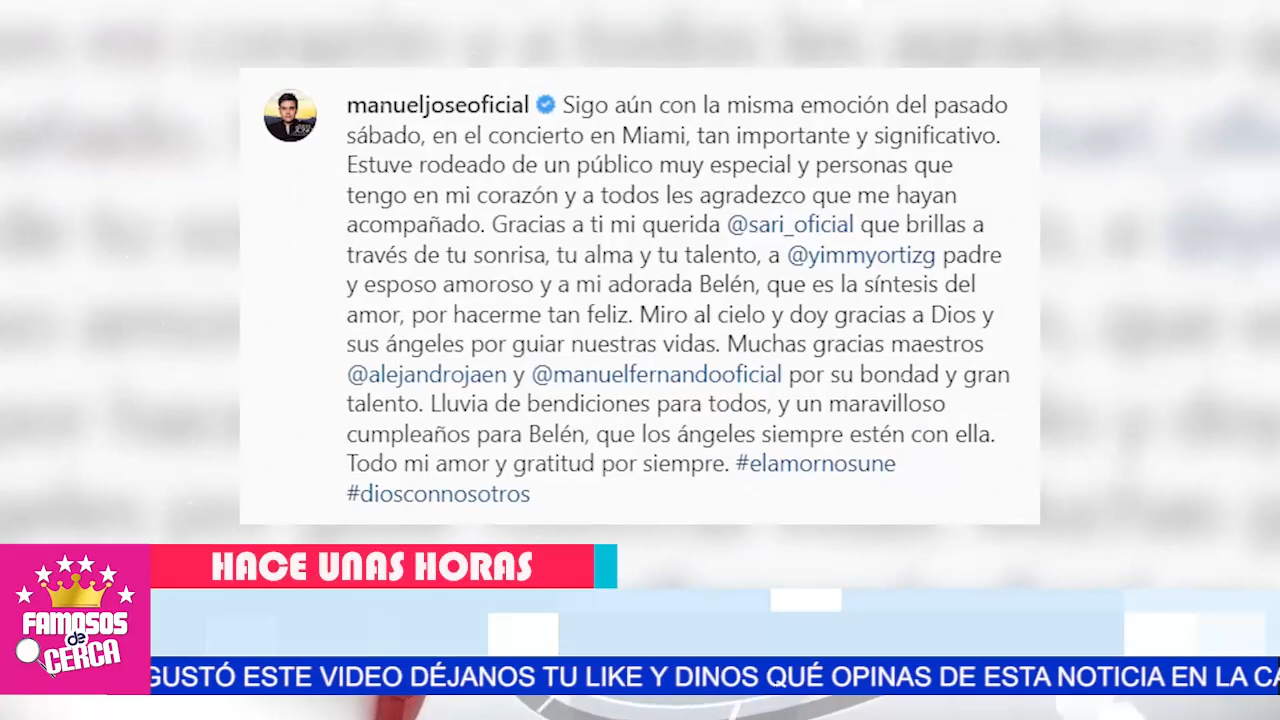 manueljoseoficial Sigo aún con la misma emoción del pasado
sábado, en el concierto en Miami, tan importante y significativo.
Estuve rodeado de un público muy especial y personas que
tengo en mi corazón y a todos les agradezco que me hayan
acompañado. Gracias a ti mi querida @sari_oficial que brillas a
través de tu sonrisa, tu alma y tu talento, a @yimmyortizg padre
y esposo amoroso y a mi adorada Belén, que es la síntesis del
amor, por hacerme tan feliz. Miro al cielo y doy gracias a Dios y
sus ángeles por guiar nuestras vidas. Muchas gracias maestros
@alejandrojaen y @manuelfernandooficial por su bondad y gran
talento. Lluvia de bendiciones para todos, y un maravilloso
cumpleaños para Belén, que los ángeles siempre estén con ella.
Todo mi amor y gratitud por siempre. #elamornosune
#diosconnosotros
HACE UNAS HORAS
FAMOSOS
de
CERCA
GUSTÓ ESTE VIDEO DÉJANOS TU LIKE Y DINOS QUÉ OPINAS DE ESTA NOTICIA EN LA CA